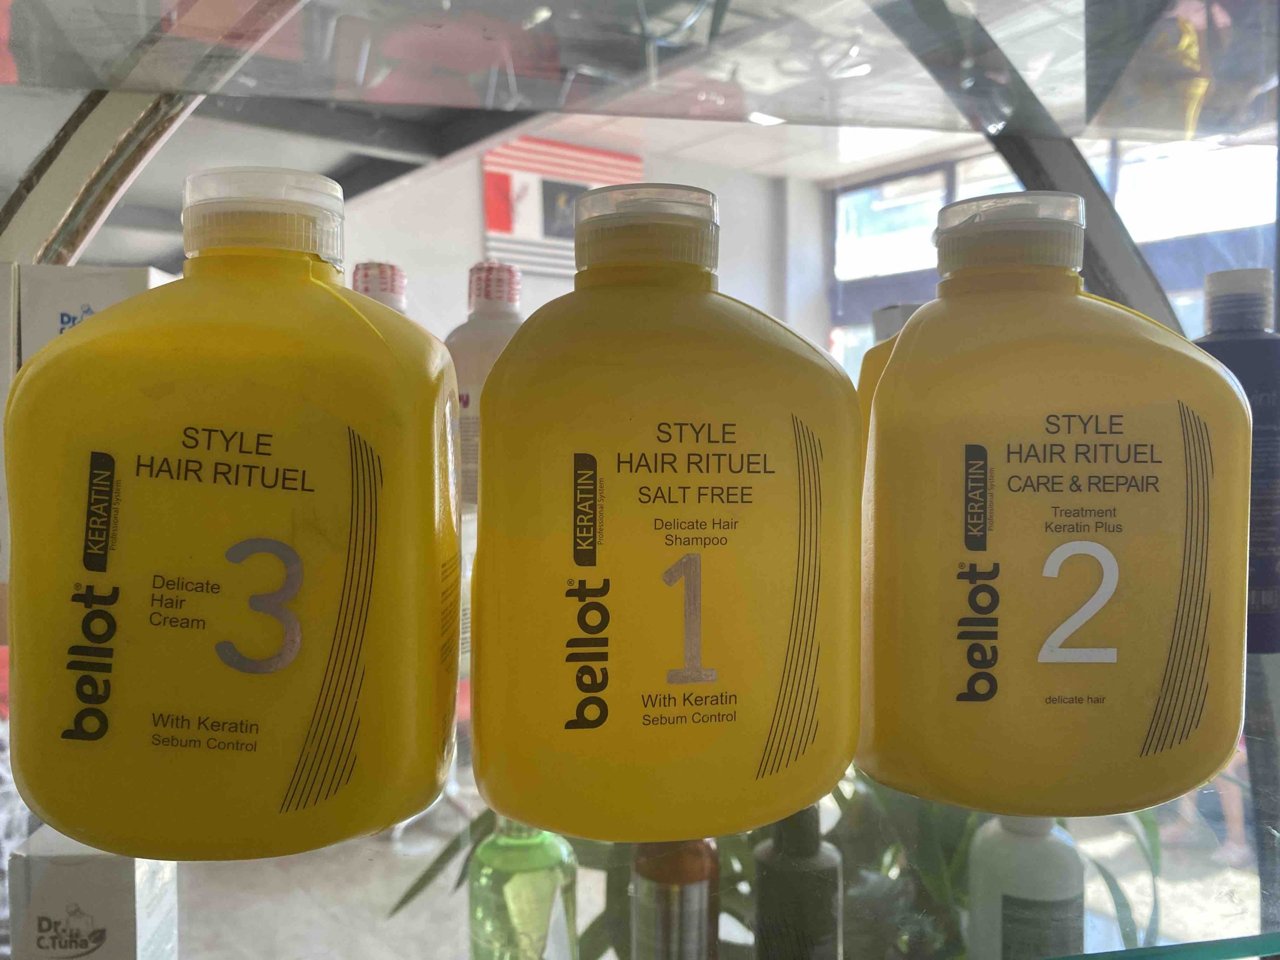 STYLE
HAIR RITUEL
bellot®
KERATIN
Professional System
Delicate
Hair
Cream
3
With Keratin
Sebum Control
STYLE
HAIR RITUEL
SALT FREE
Delicate Hair
Shampoo
1
bellot®
KERATIN
Professional System
With Keratin
Sebum Control
STYLE
HAIR RITUEL
CARE & REPAIR
Treatment
Keratin Plus
2
bellot®
KERATIN
Professional System
delicate hair
Dr.
Dr.
C.Tuna